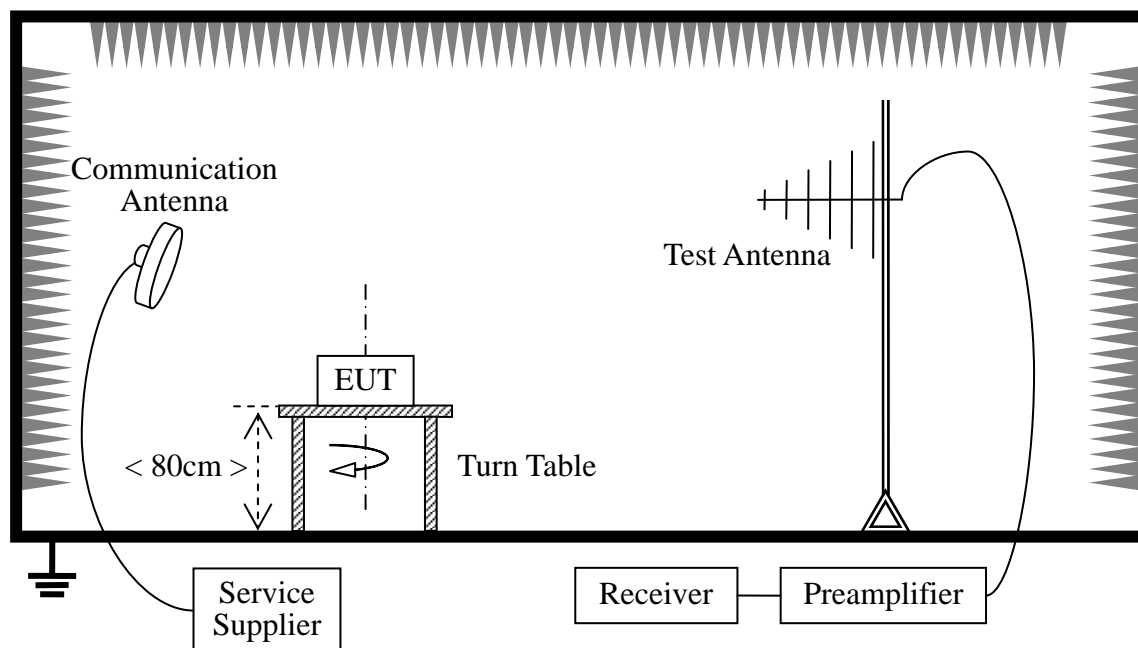 Communication
Antenna
Test Antenna
EUT
< 80cm >
Turn Table
Service
Supplier
Receiver
Preamplifier